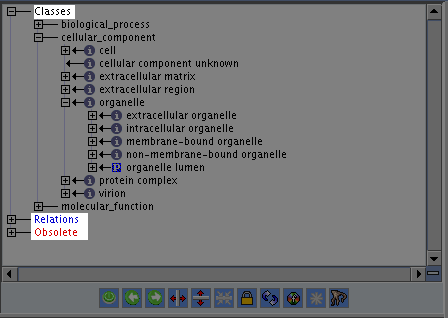 Classes
biological_process
cellular_component
cell
cellular component unknown
extracellular matrix
extracellular region
organelle
extracellular organelle
intracellular organelle
membrane-bound organelle
non-membrane-bound organelle
P organelle lumen
protein complex
virion
molecular_function
Relations
Obsolete